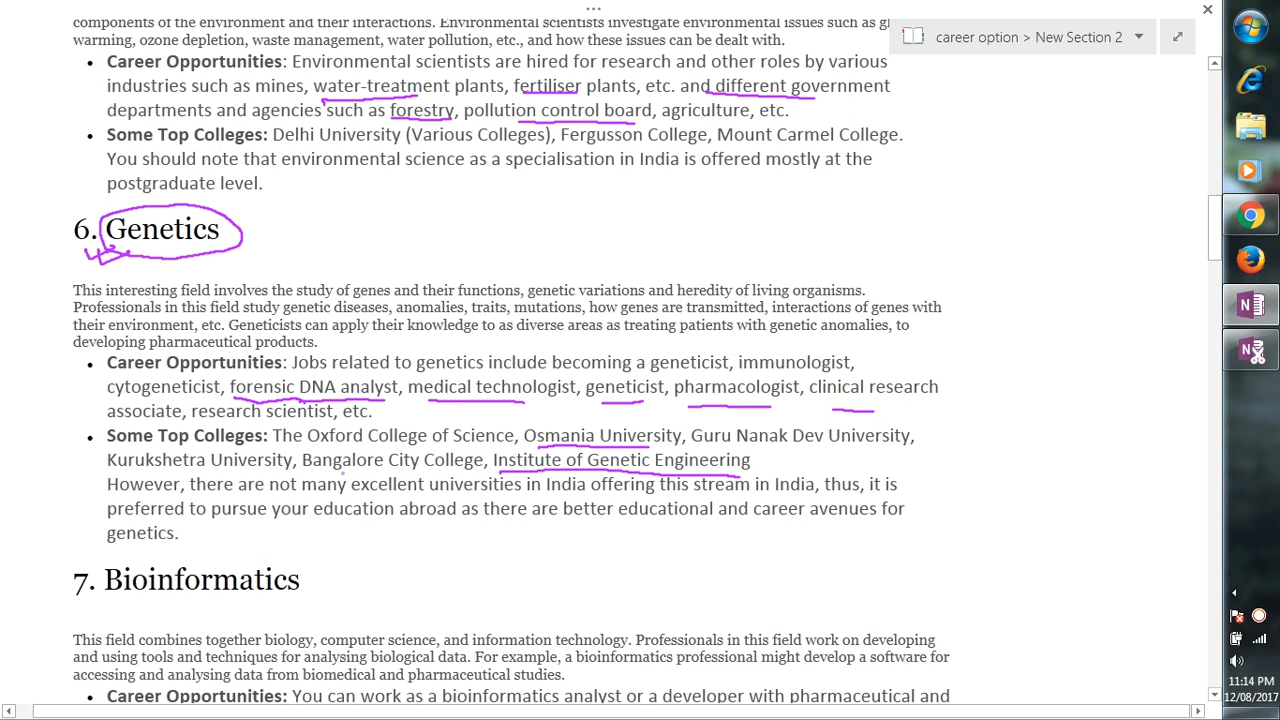 components of the environment and their interactions. Environmental scientists investigate environmental issues such as
warming, ozone depletion, waste management, water pollution, etc., and how these issues can be dealt with.
career option > New Section 2
• Career Opportunities: Environmental scientists are hired for research and other roles by various
industries such as mines, water-treatment plants, fertiliser plants, etc. and different government
departments and agencies such as forestry, pollution control board, agriculture, etc.
• Some Top Colleges: Delhi University (Various Colleges), Fergusson College, Mount Carmel College.
You should note that environmental science as a specialisation in India is offered mostly at the
postgraduate level.
6. Genetics
This interesting field involves the study of genes and their functions, genetic variations and heredity of living organisms.
Professionals in this field study genetic diseases, anomalies, traits, mutations, how genes are transmitted, interactions of genes with
their environment, etc. Geneticists can apply their knowledge to as diverse areas as treating patients with genetic anomalies, to
developing pharmaceutical products.
• Career Opportunities: Jobs related to genetics include becoming a geneticist, immunologist,
cytogeneticist, forensic DNA analyst, medical technologist, geneticist, pharmacologist, clinical research
associate, research scientist, etc.
• Some Top Colleges: The Oxford College of Science, Osmania University, Guru Nanak Dev University,
Kurukshetra University, Bangalore City College, Institute of Genetic Engineering
However, there are not many excellent universities in India offering this stream in India, thus, it is
preferred to pursue your education abroad as there are better educational and career avenues for
genetics.
7. Bioinformatics
This field combines together biology, computer science, and information technology. Professionals in this field work on developing
and using tools and techniques for analysing biological data. For example, a bioinformatics professional might develop a software for
accessing and analysing data from biomedical and pharmaceutical studies.
• Career Opportunities: You can work as a bioinformatics analyst or a developer with pharmaceutical and
11:14 PM
12/08/2017